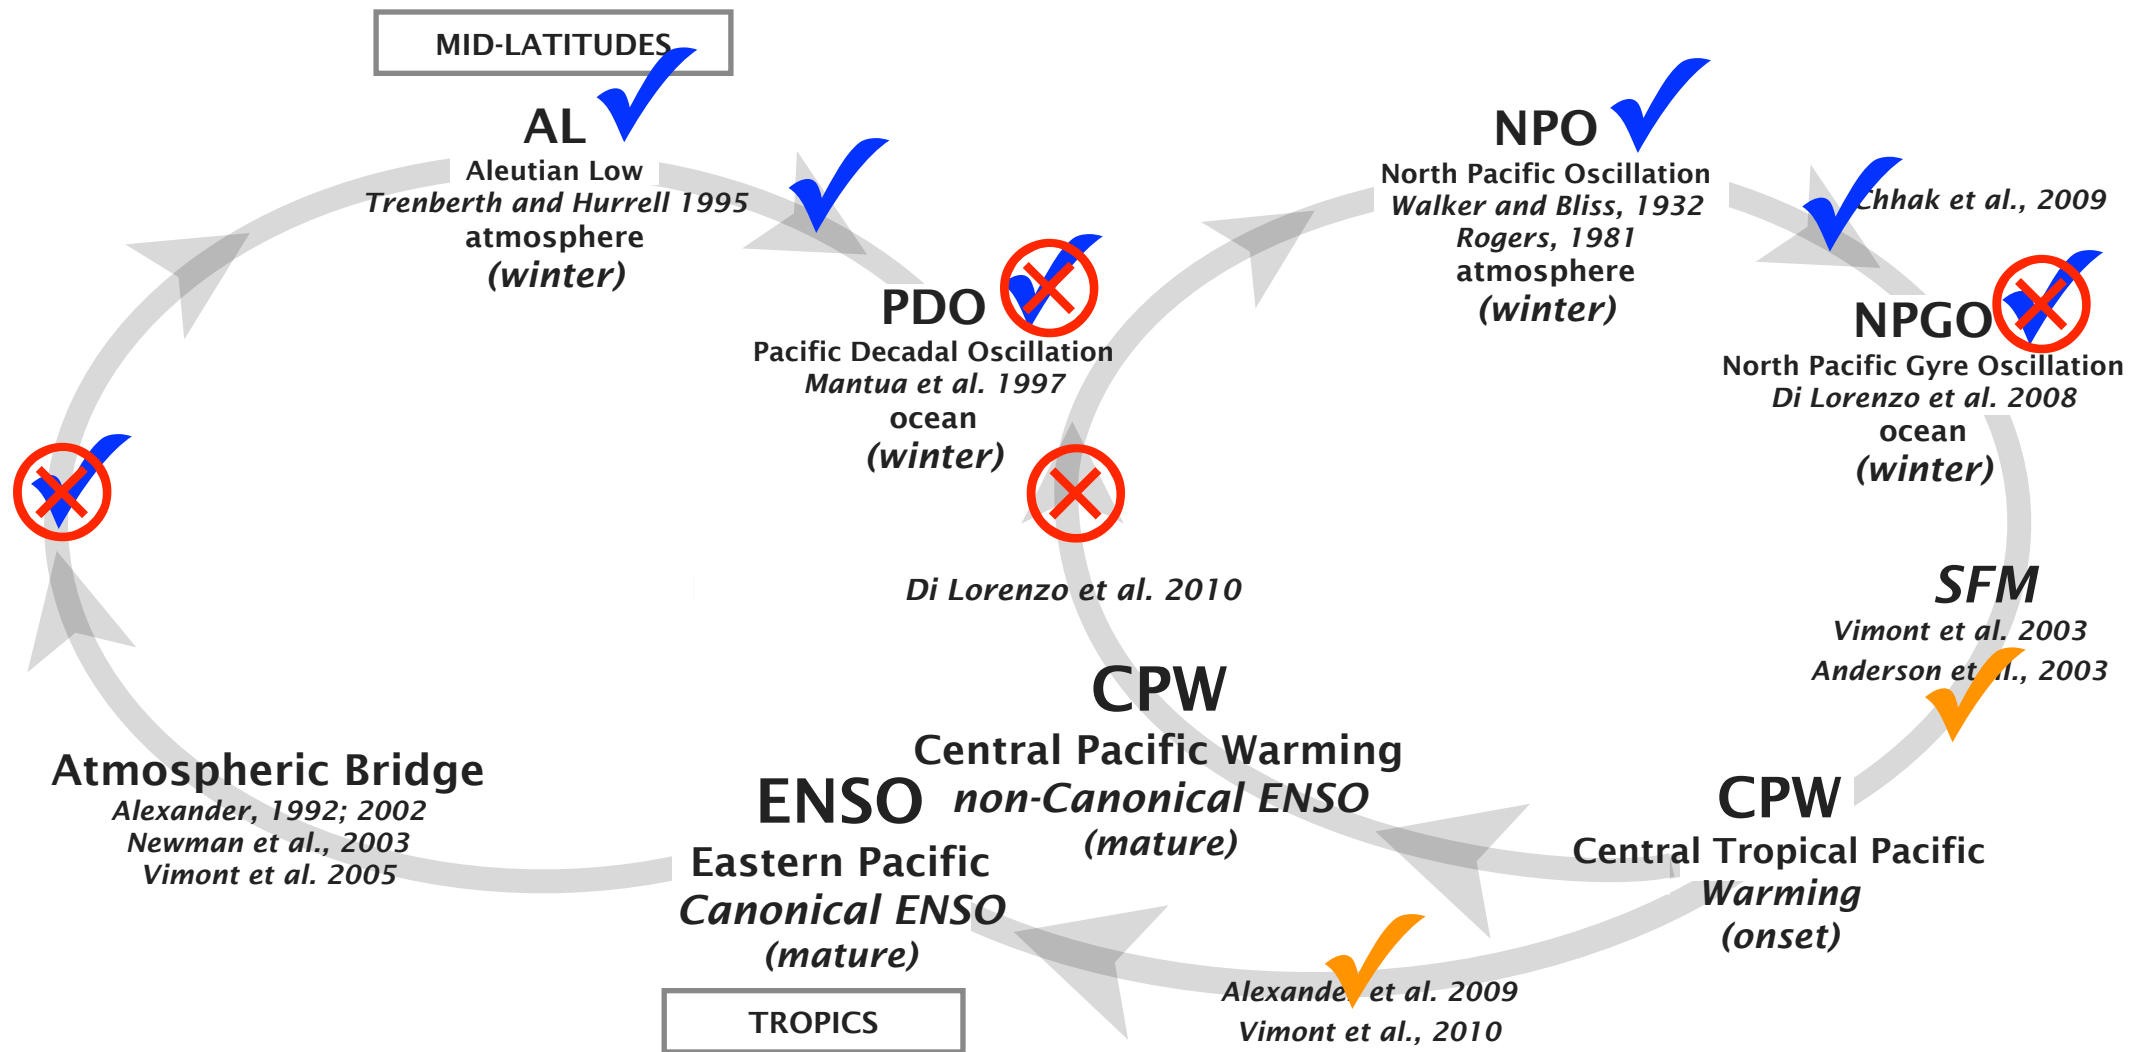 MID-LATITUDES
AL
Aleutian Low
Trenberth and Hurrell 1995
atmosphere
(winter)
PDO
Pacific Decadal Oscillation
Mantua et al. 1997
ocean
(winter)
NPO
North Pacific Oscillation
Walker and Bliss, 1932
Rogers, 1981
atmosphere
(winter)
Chhak et al., 2009
NPGO
North Pacific Gyre Oscillation
Di Lorenzo et al. 2008
ocean
(winter)
Di Lorenzo et al. 2010
SFM
Vimont et al. 2003
Anderson et al., 2003
CPW
Central Pacific Warming
non-Canonical ENSO
(mature)
Atmospheric Bridge
Alexander, 1992; 2002
Newman et al., 2003
Vimont et al. 2005
ENSO
Eastern Pacific
Canonical ENSO
(mature)
CPW
Central Tropical Pacific
Warming
(onset)
Alexander et al. 2009
Vimont et al., 2010
TROPICS